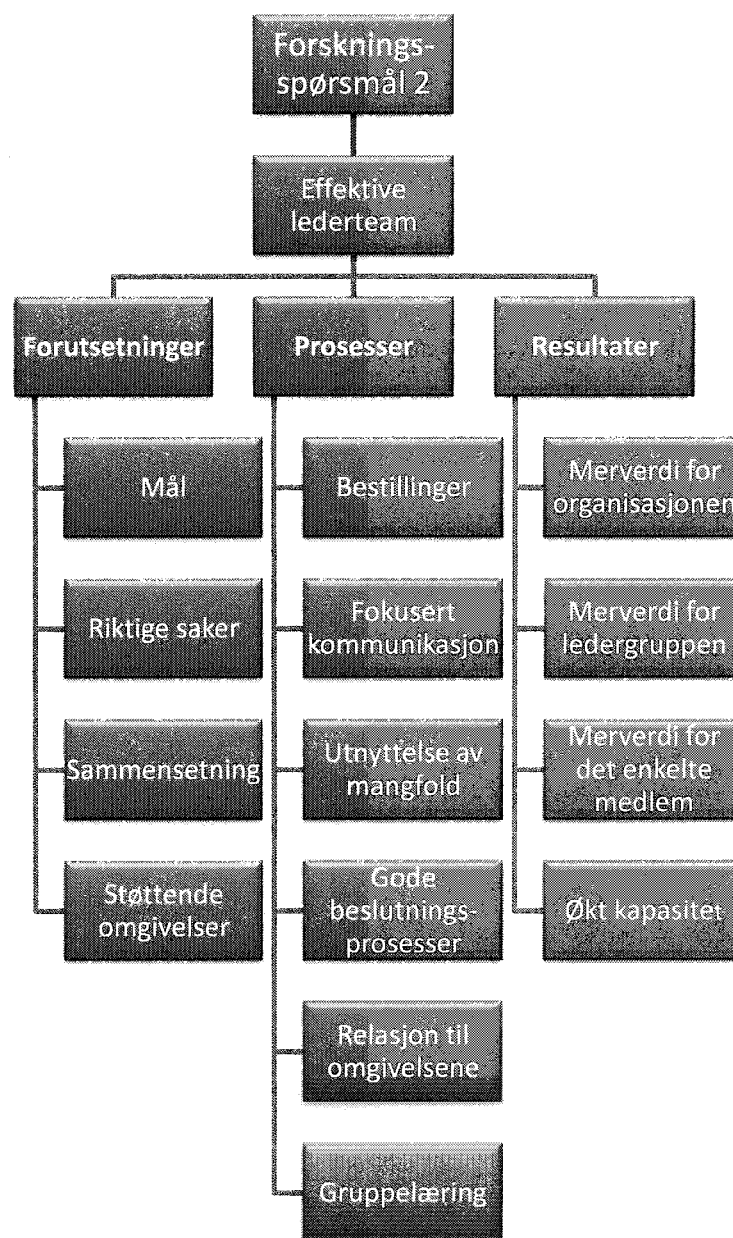 Forsknings-
spørsmål 2
Effektive
lederteam
Forutsetninger
Prosesser
Resultater
Mål
Riktige saker
Sammensetning
Støttende
omgivelser
Bestillinger
Fokusert
kommunikasjon
Utnyttelse av
mangfold
Gode
beslutnings-
prosesser
Relasjon til
omgivelsene
Gruppelæring
Merverdi for
organisasjonen
Merverdi for
ledergruppen
Merverdi for
det enkelte
medlem
Økt kapasitet